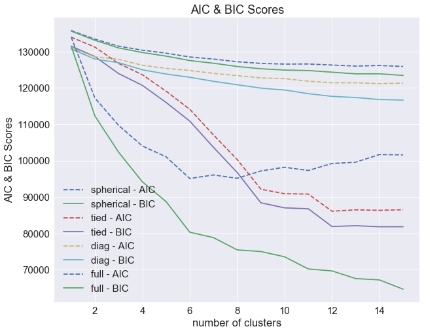 AIC & BIC Scores
AIC & BIC Scores
130000
120000
110000
100000
90000
80000
70000
spherical - AIC
spherical - BIC
tied - AIC
tied - BIC
diag - AIC
diag - BIC
full - AIC
full - BIC
2 4 6 8 10 12 14
number of clusters